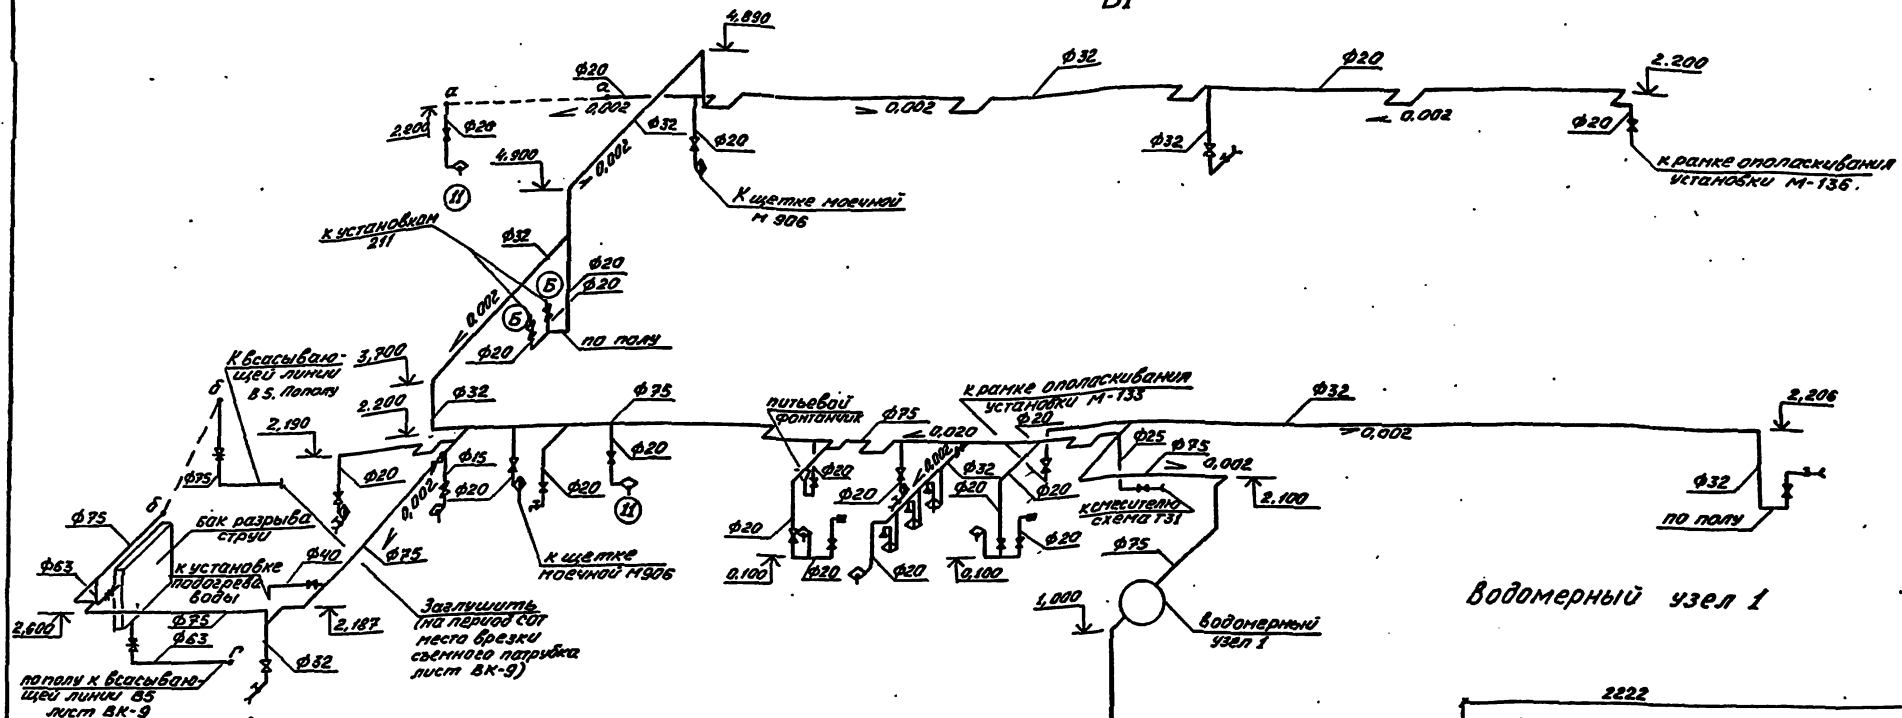 В1
4.890
ф20
а
а
0,002
2.200
ф20
11
4.900
ф32
0,002
ф20
К щетке моечной
М 906
0.002
ф32
ф20
ф32
0.002
2.200
ф20
к рамке ополаскивания
установки М-136.
к установкам
211
ф32
Б
Б
ф20
ф20
0,002
ф20
по полу
К всасываю-
щей линии
В5. По полу
б
3,700
2.200
2,190
ф32
ф75
ф20
ф15
ф20
ф20
ф20
11
0,002
ф75
к щетке
моечной М906
питьевой
фонтанчик
ф75
0,020
к рамке ополаскивания
установки М-133
ф20
ф32
0,002
2,206
ф32
по полу
ф20
ф20
0,002
ф32
ф20
ф20
ф25
ф75
0,002
2.100
к смесителю
схема Т31
ф20
0.100
ф20
ф20
0,100
ф20
ф75
1,000
водомерный
узел 1
Водомерный узел 1
ф75
б
ф75
бак разрыва
струи
ф63
к установке
подогрева
воды
ф40
2,600
ф75
ф63
г
2,187
ф32
Заглушить
(на период СОТ
место врезки
съемного патрубка
лист ВК-9)
по полу к всасываю-
щей линии В5
лист ВК-9
2222